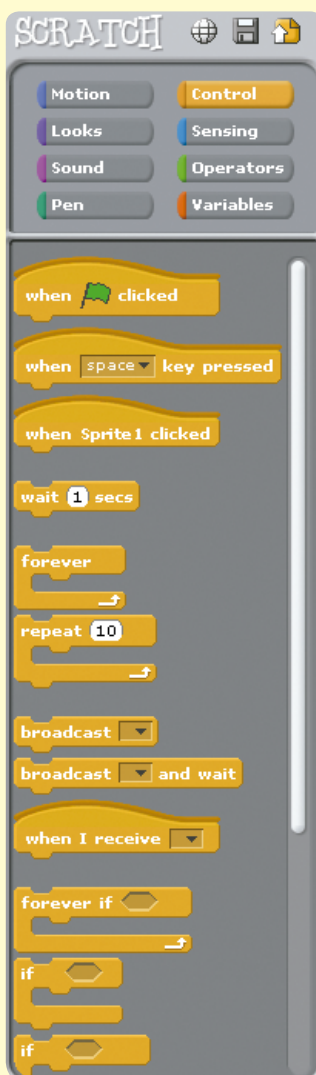 SCRATCH
Motion Control
Looks Sensing
Sound Operators
Pen Variables
when clicked
when space key pressed
when Sprite1 clicked
wait 1 secs
forever
repeat 10
broadcast
broadcast and wait
when I receive
forever if
if
if